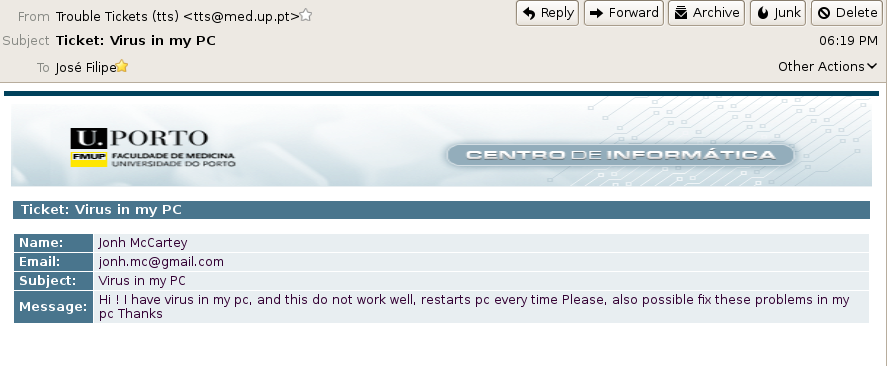 From Trouble Tickets (tts) <tts@med.up.pt> Reply Forward Archive Junk Delete
Subject Ticket: Virus in my PC 06:19 PM
To José Filipe Other Actions
U. PORTO
FMUP FACULDADE DE MEDICINA
UNIVERSIDADE DO PORTO
CENTRO DE INFORMÁTICA
Ticket: Virus in my PC
Name: Jonh McCartey
Email: jonh.mc@gmail.com
Subject: Virus in my PC
Message: Hi ! I have virus in my pc, and this do not work well, restarts pc every time Please, also possible fix these problems in my
pc Thanks